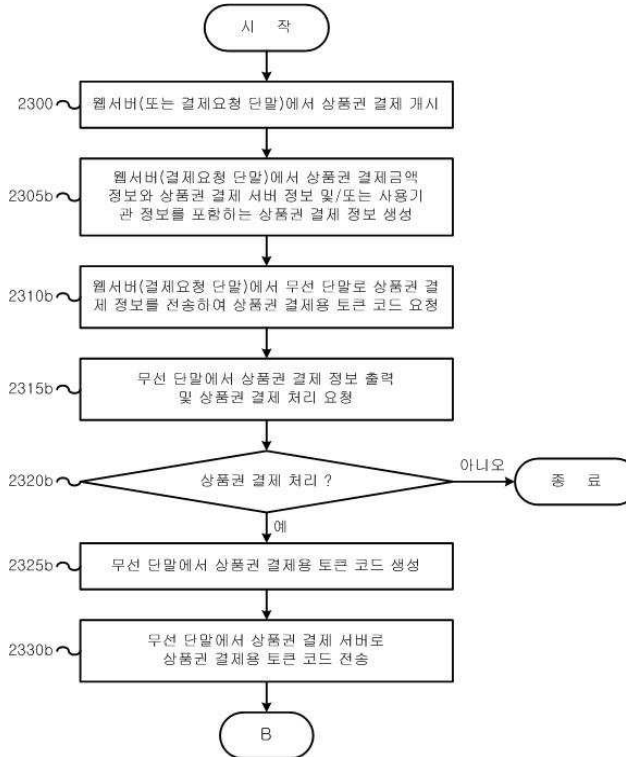 시 작
2300
웹서버(또는 결제요청 단말)에서 상품권 결제 개시
2305b
웹서버(결제요청 단말)에서 상품권 결제금액
정보와 상품권 결제 서버 정보 및/또는 사용기
관 정보를 포함하는 상품권 결제 정보 생성
2310b
웹서버(결제요청 단말)에서 무선 단말로 상품권 결
제 정보를 전송하여 상품권 결제용 토큰 코드 요청
2315b
무선 단말에서 상품권 결제 정보 출력
및 상품권 결제 처리 요청
2320b
상품권 결제 처리 ?
아니오
종 료
예
2325b
무선 단말에서 상품권 결제용 토큰 코드 생성
2330b
무선 단말에서 상품권 결제 서버로
상품권 결제용 토큰 코드 전송
B